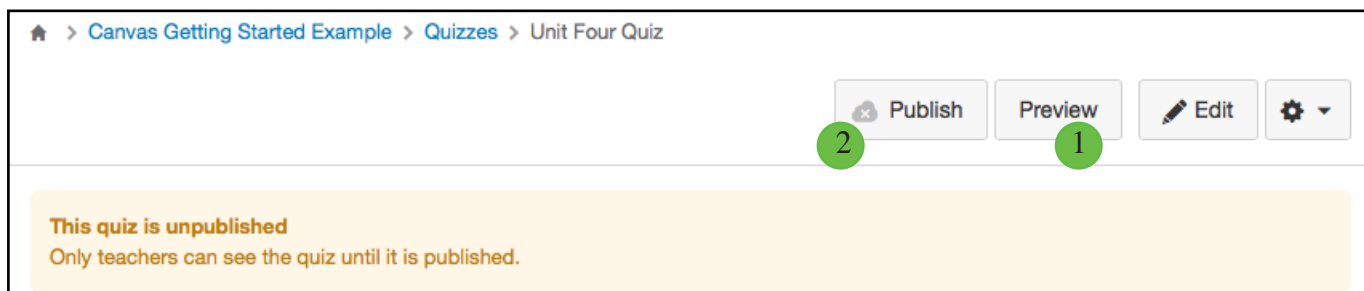 > Canvas Getting Started Example > Quizzes > Unit Four Quiz
Publish Preview Edit
2 1
This quiz is unpublished
Only teachers can see the quiz until it is published.